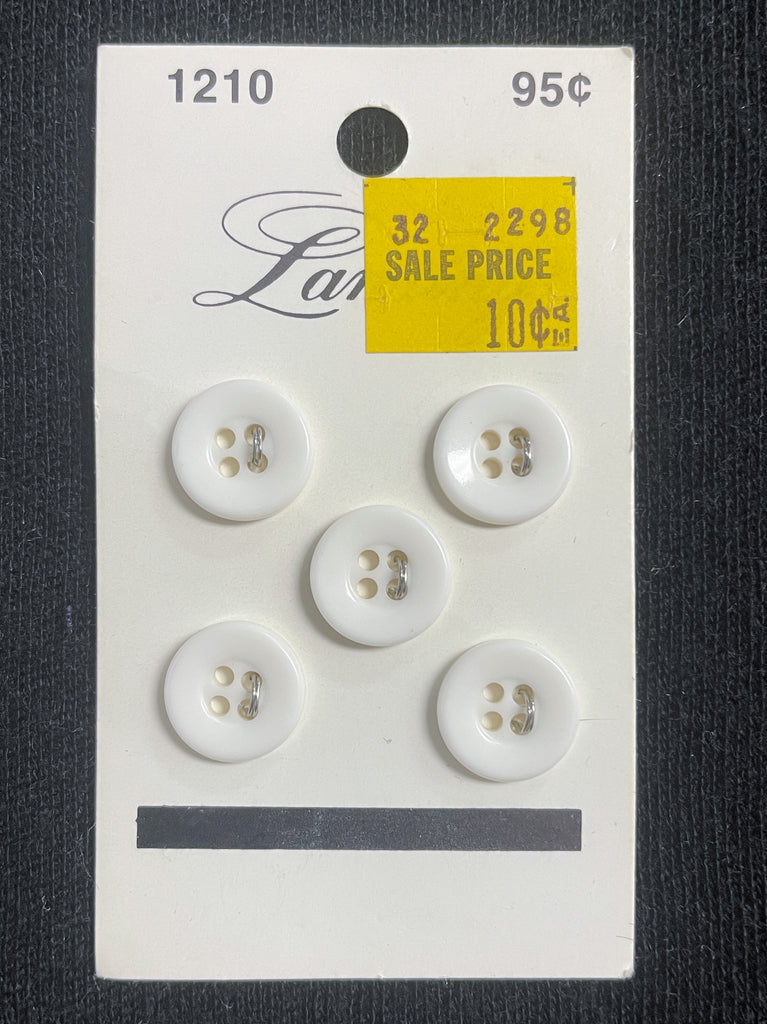 1210 95¢
32 2298
SALE PRICE
10¢ EA.